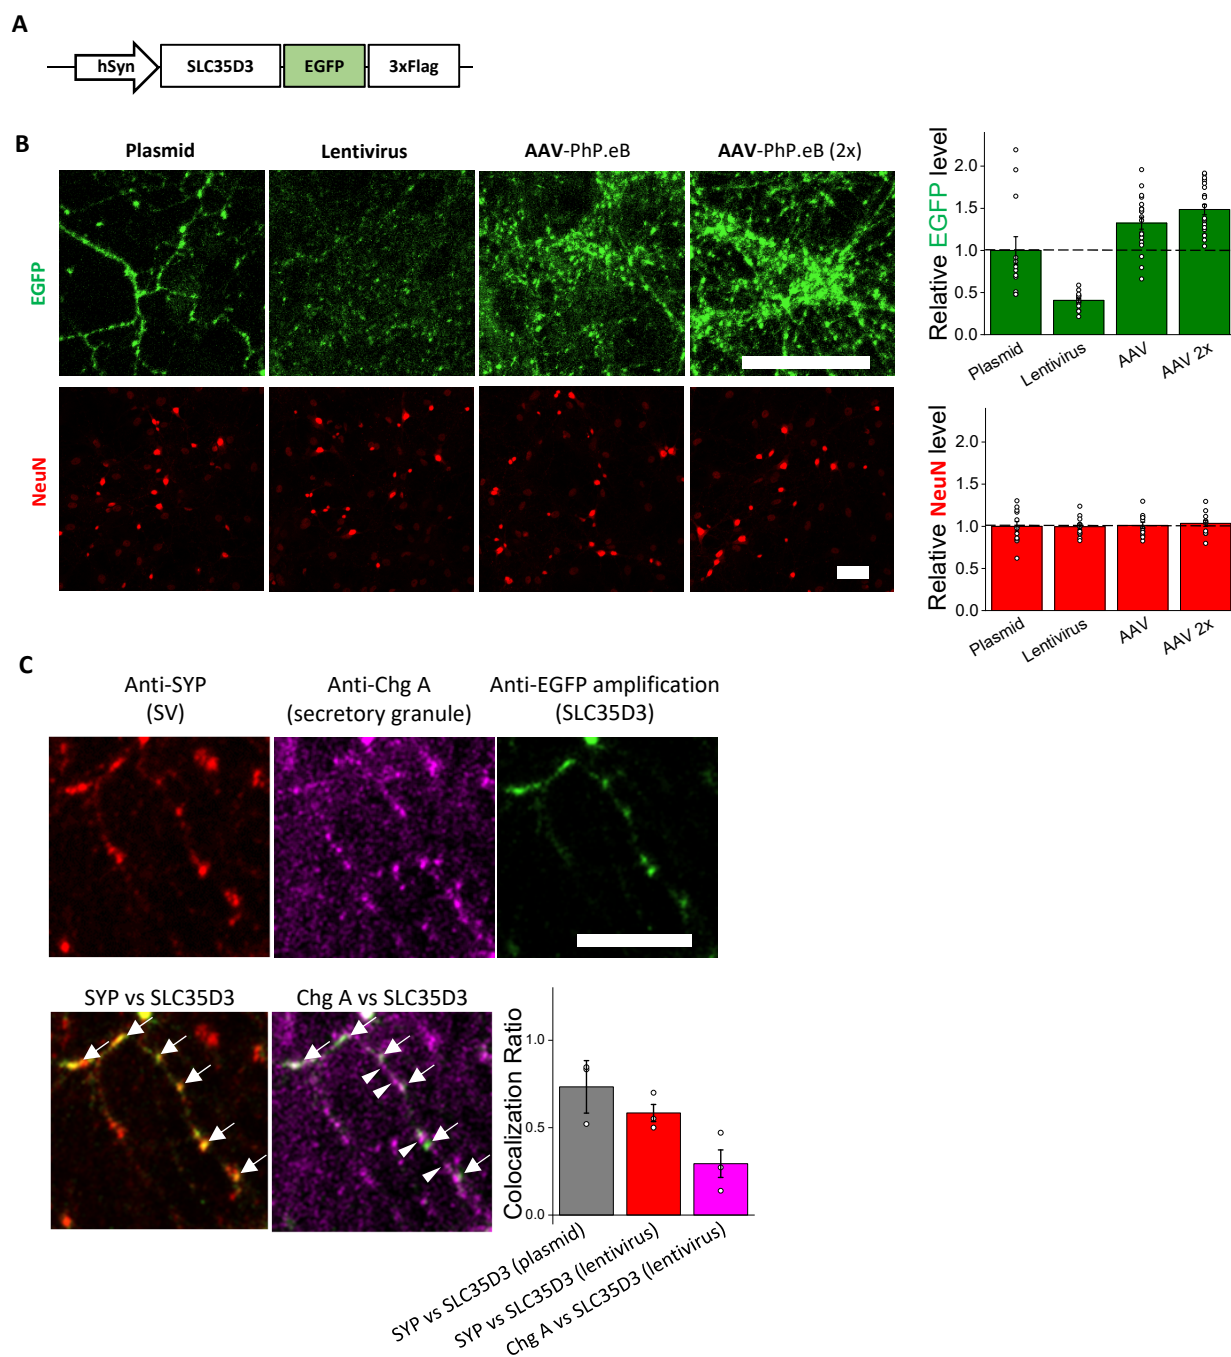 A
hSyn SLC35D3 EGFP 3xFlag
B
Plasmid Lentivirus AAV-PhP.eB AAV-PhP.eB (2x)
EGFP
NeuN
Relative EGFP level
2.0
1.5
1.0
0.5
0.0
Plasmid Lentivirus AAV AAV 2x
Relative NeuN level
2.0
1.5
1.0
0.5
0.0
Plasmid Lentivirus AAV AAV 2x
C
Anti-SYP Anti-Chg A Anti-EGFP amplification
(SV) (secretory granule) (SLC35D3)
SYP vs SLC35D3 Chg A vs SLC35D3
Colocalization Ratio
1.0
0.5
0.0
SYP vs SLC35D3 (plasmid)
SYP vs SLC35D3 (lentivirus)
Chg A vs SLC35D3 (lentivirus)